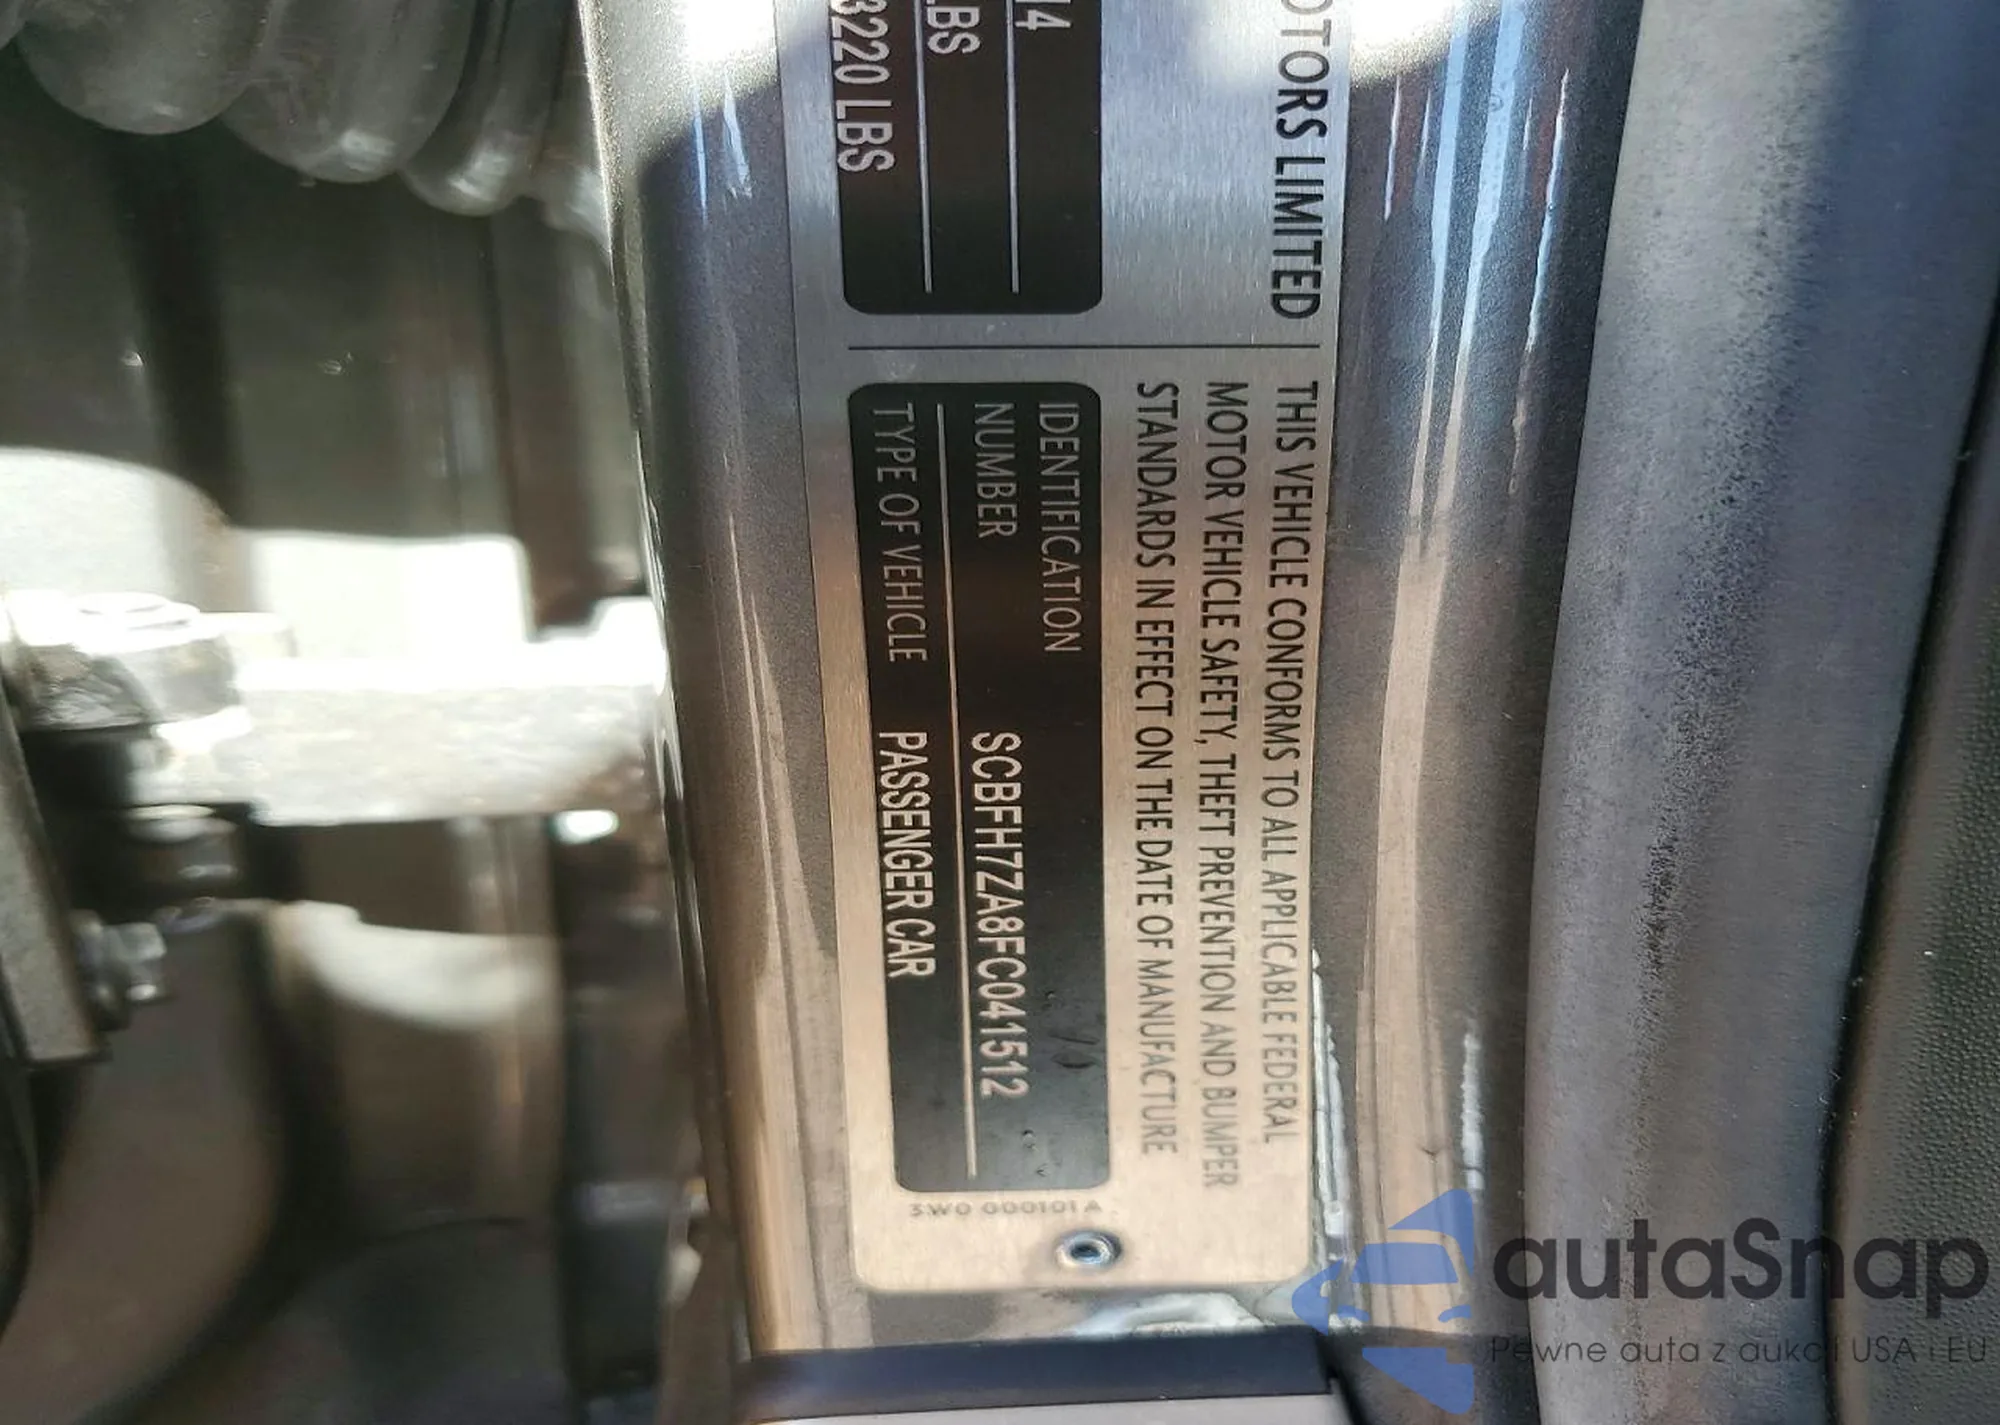 OTORS LIMITED
14
LBS
3220 LBS
THIS VEHICLE CONFORMS TO ALL APPLICABLE FEDERAL
MOTOR VEHICLE SAFETY, THEFT PREVENTION AND BUMPER
STANDARDS IN EFFECT ON THE DATE OF MANUFACTURE
IDENTIFICATION
NUMBER SCBFH7ZA8FC041512
TYPE OF VEHICLE PASSENGER CAR
3W0 000101 A
autaSnap
Pewne auta z aukcji USA i EU